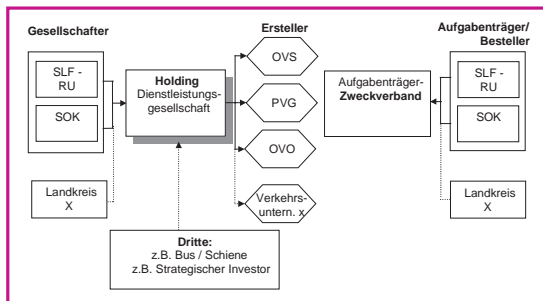 Gesellschafter
SLF -
RU
SOK
Landkreis
X
Holding
Dienstleistungs-
gesellschaft
Dritte:
z.B. Bus / Schiene
z.B. Strategischer Investor
Ersteller
OVS
PVG
OVO
Verkehrs-
untern. x
Aufgabenträger-
Zweckverband
Aufgabenträger/
Besteller
SLF -
RU
SOK
Landkreis
X